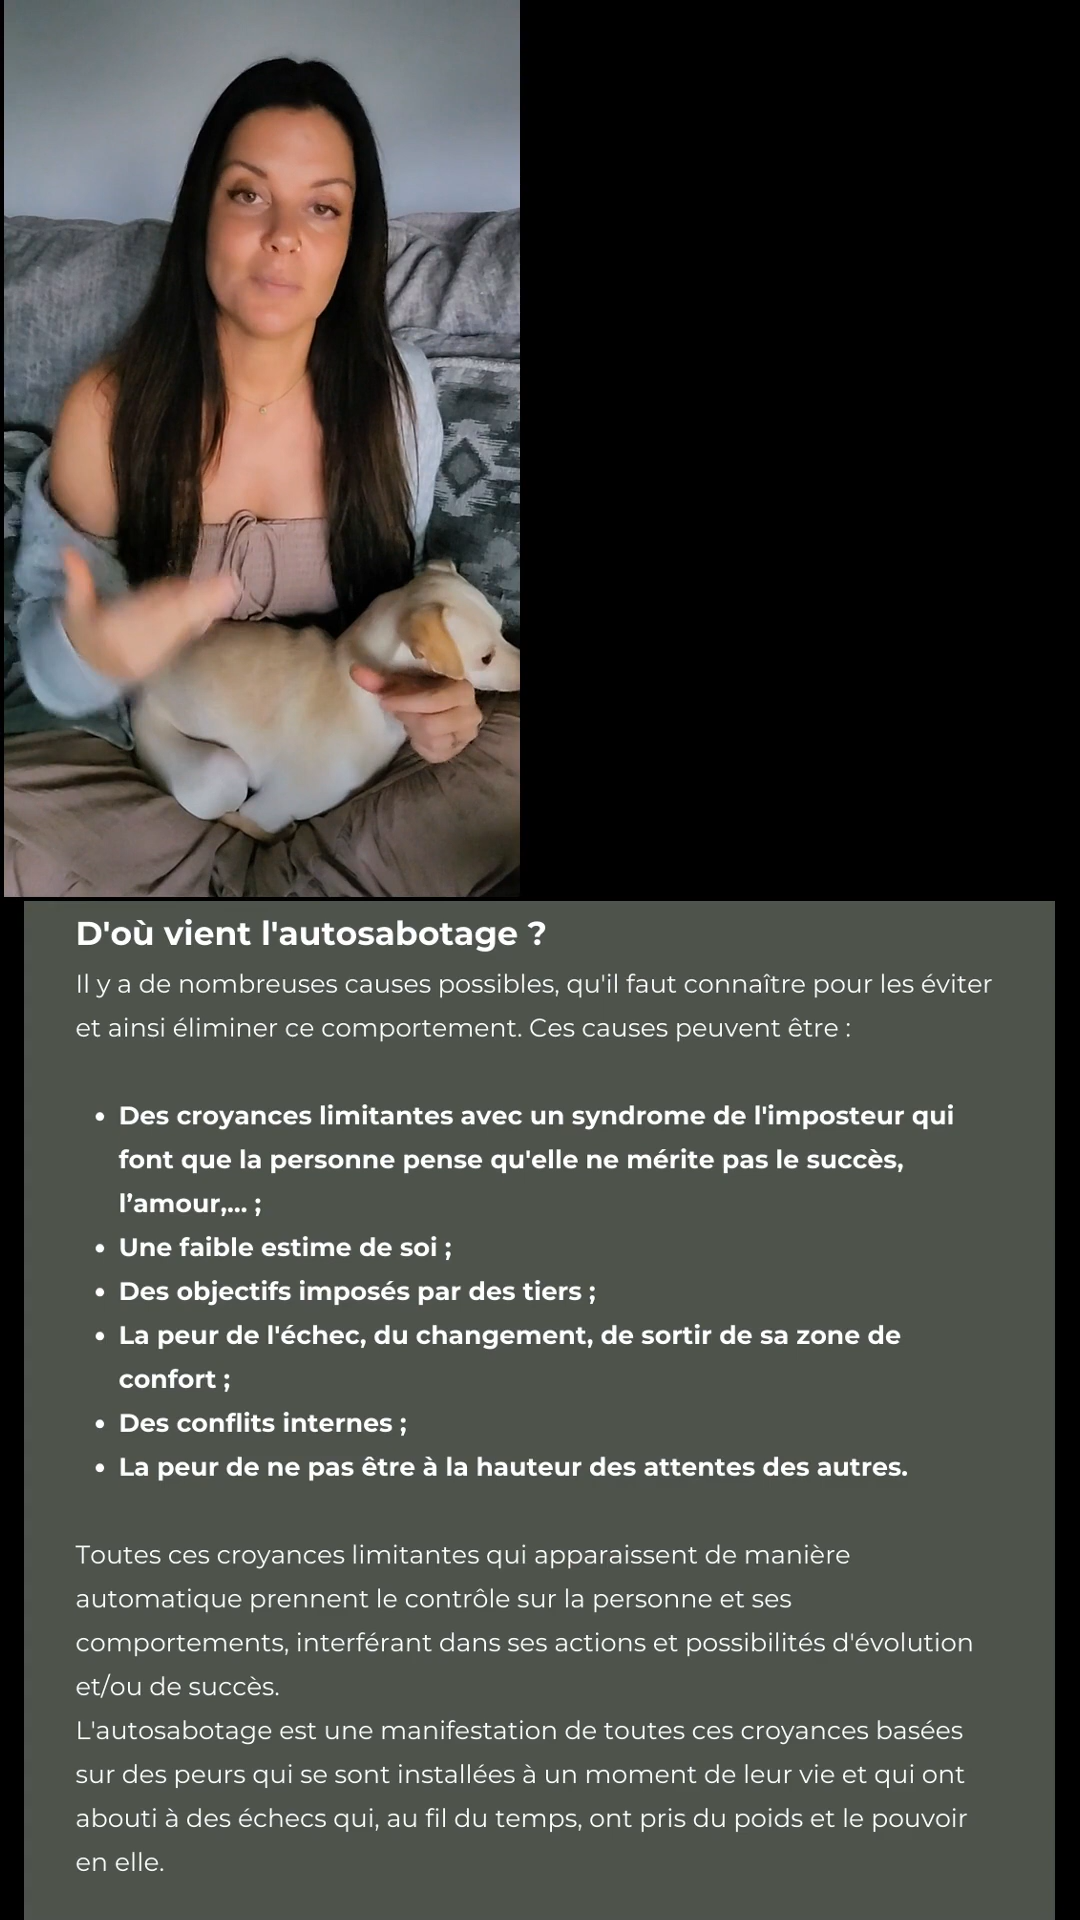 D'où vient l'autosabotage ?
Il y a de nombreuses causes possibles, qu'il faut connaître pour les éviter
et ainsi éliminer ce comportement. Ces causes peuvent être :
• Des croyances limitantes avec un syndrome de l'imposteur qui
font que la personne pense qu'elle ne mérite pas le succès,
l’amour,... ;
• Une faible estime de soi ;
• Des objectifs imposés par des tiers ;
• La peur de l'échec, du changement, de sortir de sa zone de
confort ;
• Des conflits internes ;
• La peur de ne pas être à la hauteur des attentes des autres.
Toutes ces croyances limitantes qui apparaissent de manière
automatique prennent le contrôle sur la personne et ses
comportements, interférant dans ses actions et possibilités d'évolution
et/ou de succès.
L'autosabotage est une manifestation de toutes ces croyances basées
sur des peurs qui se sont installées à un moment de leur vie et qui ont
abouti à des échecs qui, au fil du temps, ont pris du poids et le pouvoir
en elle.